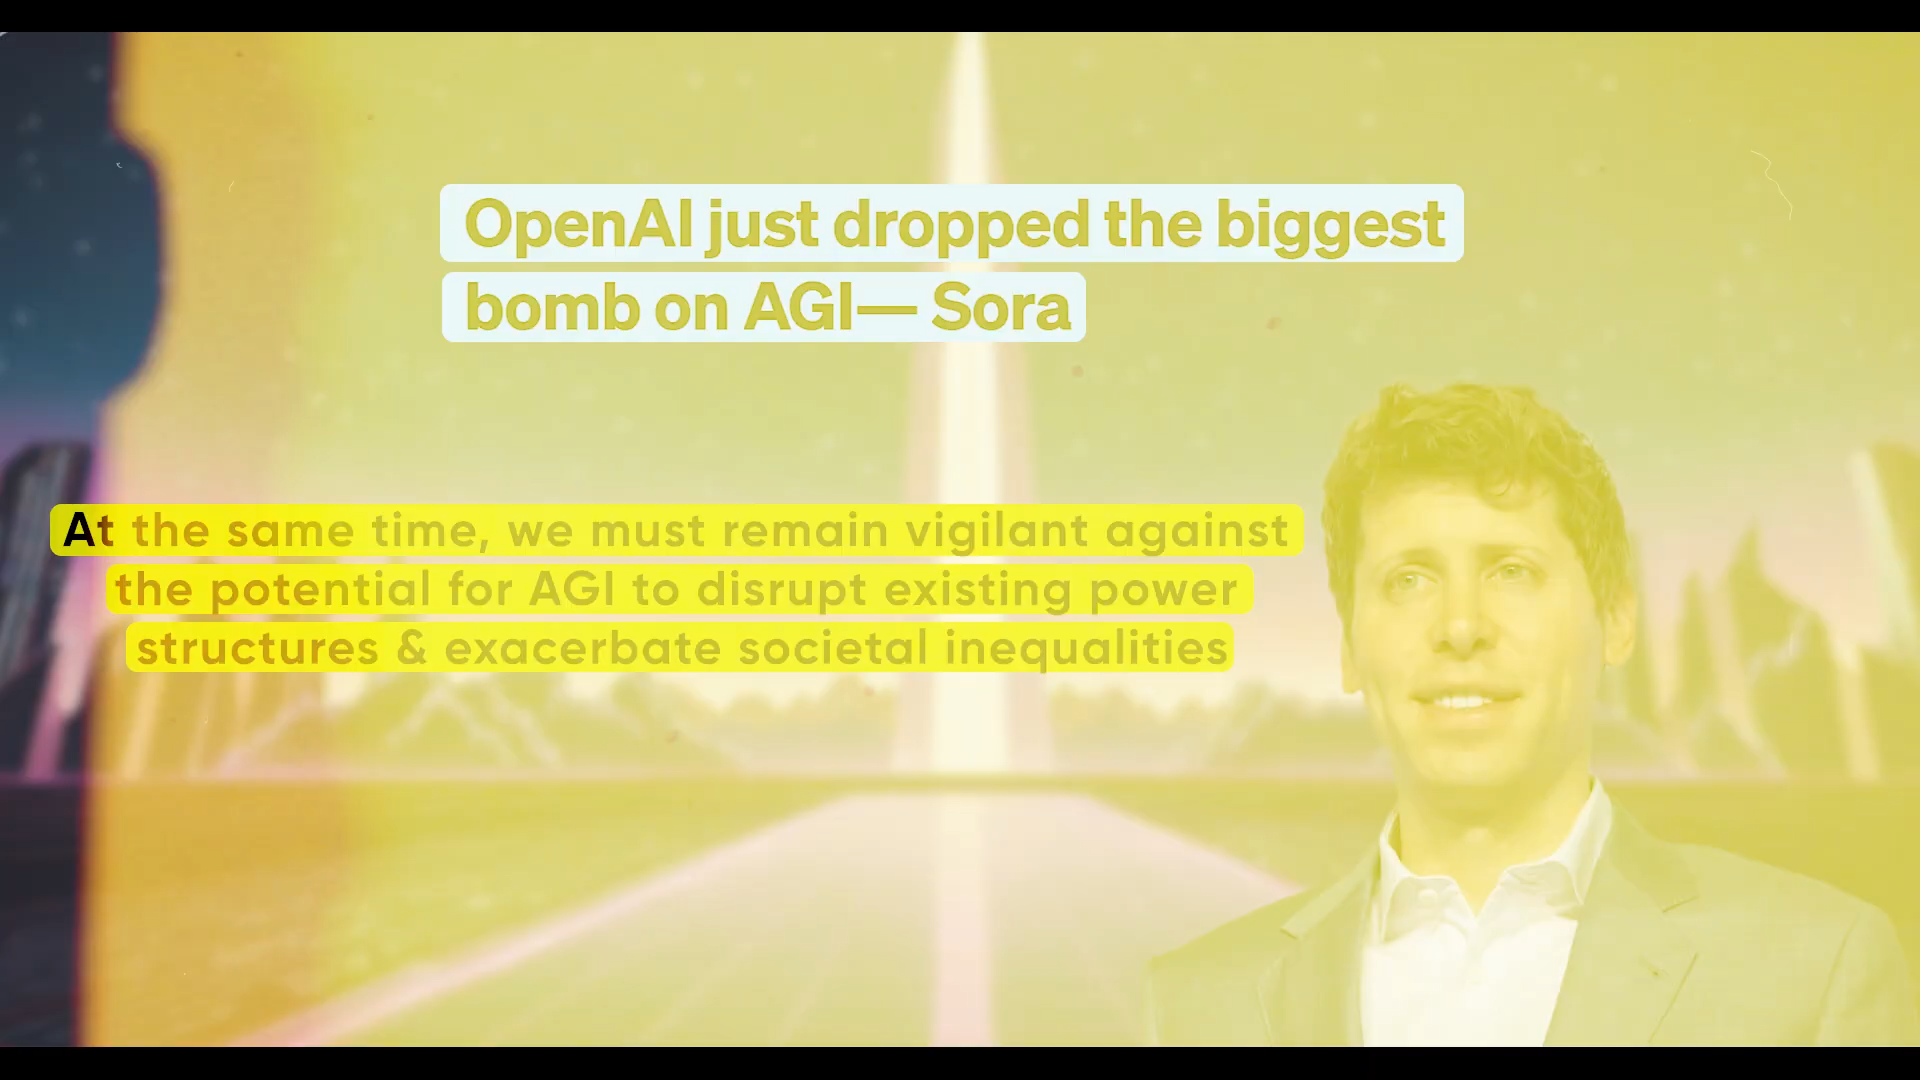 OpenAI just dropped the biggest
bomb on AGI— Sora
At the same time, we must remain vigilant against
the potential for AGI to disrupt existing power
structures & exacerbate societal inequalities